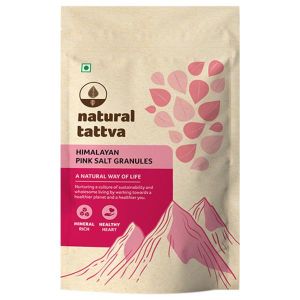 natural
tattva
HIMALAYAN
PINK SALT GRANULES
A NATURAL WAY OF LIFE
Nurturing a culture of sustainability and
wholesome living by working towards a
healthier planet and a healthier you.
MINERAL
RICH
HEALTHY
HEART